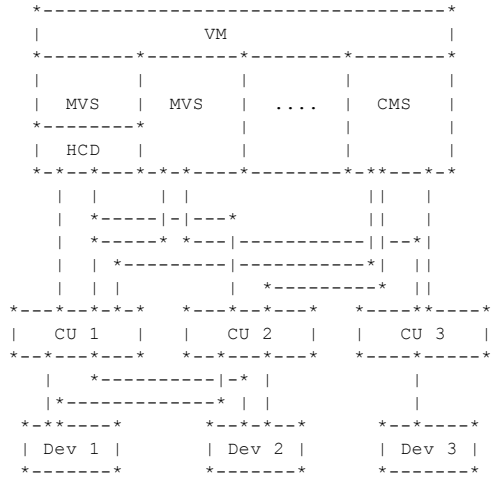 VM
MVS MVS .... CMS
HCD
CU 1 CU 2 CU 3
Dev 1 Dev 2 Dev 3